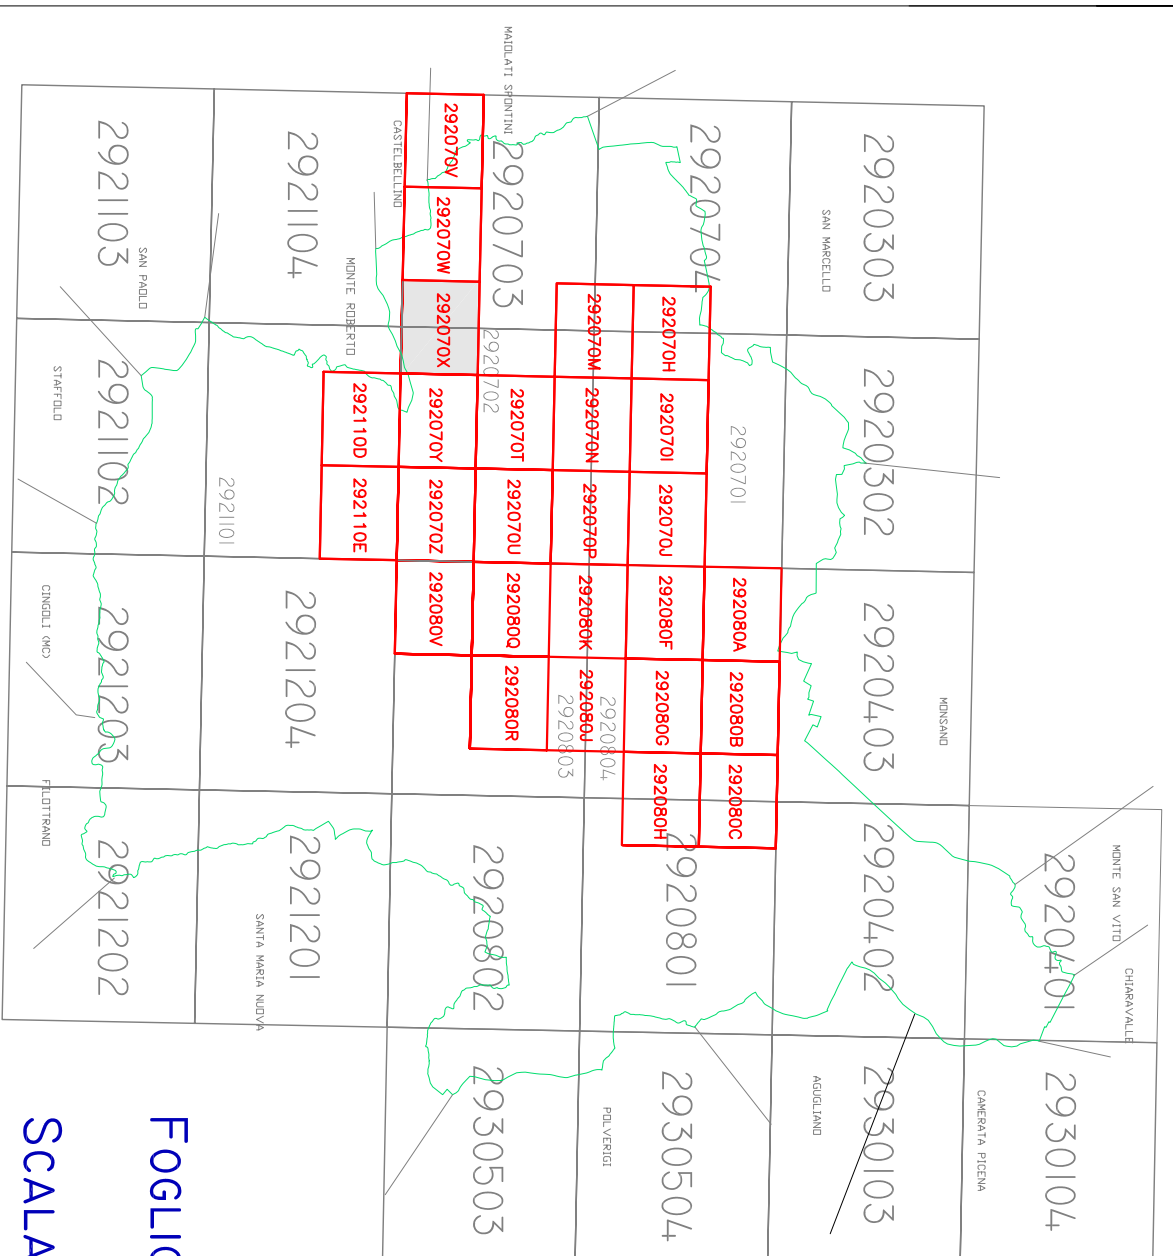 CHIARAVALLE
MONTE SAN VITO
2920401
2930104
CAMERATA PICENA
MONSANO
2920303
2920302
2920403
2920402
2930103
SAN MARCELLO
AGUGLIANO
2920701
292080A
292080B
292080C
2920704
2920801
2930504
292070H
292070I
292070J
292080F
292080G
292080H
2920804
POLVERIGI
292070M
292070N
292070P
292080K
292080J
2920803
MAIOLATI SPONTINI
2920703
292070T
292070U
292080Q
292080R
2920702
2920802
2930503
292070V
292070W
292070X
292070Y
292070Z
292080V
CASTELBELLINO
292110D
292110E
MONTE ROBERTO
2921104
2921204
2921201
SANTA MARIA NUOVA
2921101
FOGLIO
SAN PAOLO
2921103
2921102
2921203
2921202
STAFFOLO
CINGOLI (MC)
FILOTTRANO
SCALA